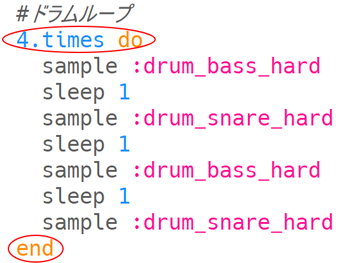 #ドラムループ
4.times do
  sample :drum_bass_hard
  sleep 1
  sample :drum_snare_hard
  sleep 1
  sample :drum_bass_hard
  sleep 1
  sample :drum_snare_hard
end